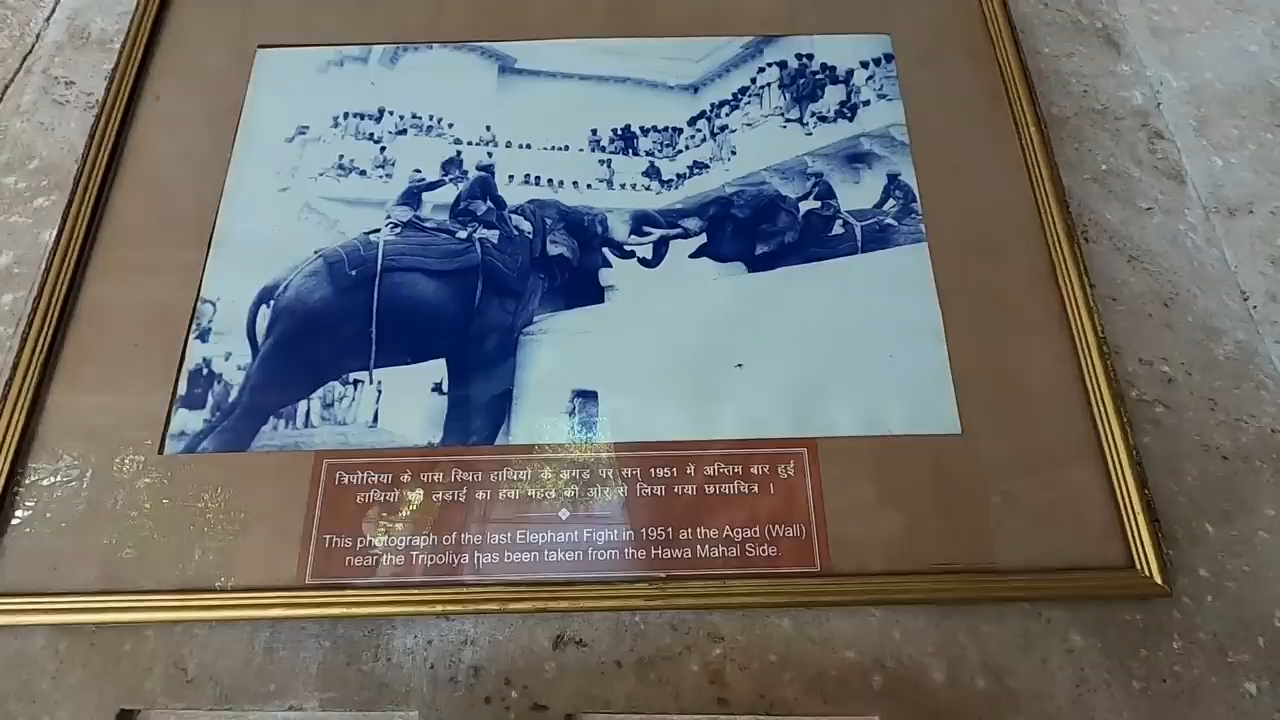 त्रिपोलिया के पास स्थित हाथियों के अगड पर सन् 1951 में अन्तिम बार हुई
हाथियों की लडाई का हवा महल की ओर से लिया गया छायाचित्र ।
This photograph of the last Elephant Fight in 1951 at the Agad (Wall)
near the Tripoliya has been taken from the Hawa Mahal Side.